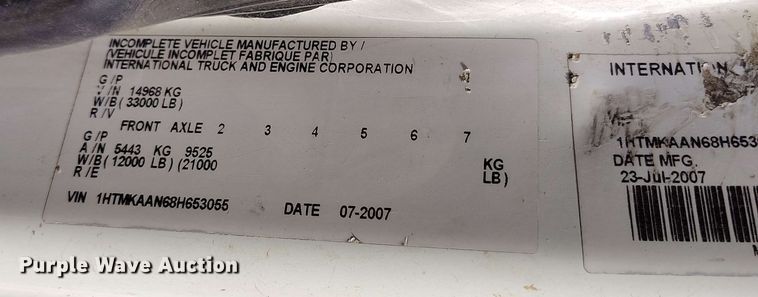 INCOMPLETE VEHICLE MANUFACTURED BY /
(VEHICULE INCOMPLET FABRIQUE PAR)
INTERNATIONAL TRUCK AND ENGINE CORPORATION
G / P
V / N 14968 KG
W/B ( 33000 LB)
R / V
FRONT AXLE 2 3 4 5 6 7
G / P
A / N 5443 KG 9525 KG
W/B ( 12000 LB) (21000 LB)
R / E
VIN 1HTMKAAN68H653055 DATE 07-2007
INTERNATION
1HTMKAAN68H653
DATE MFG.
23-Jul-2007
Purple Wave Auction